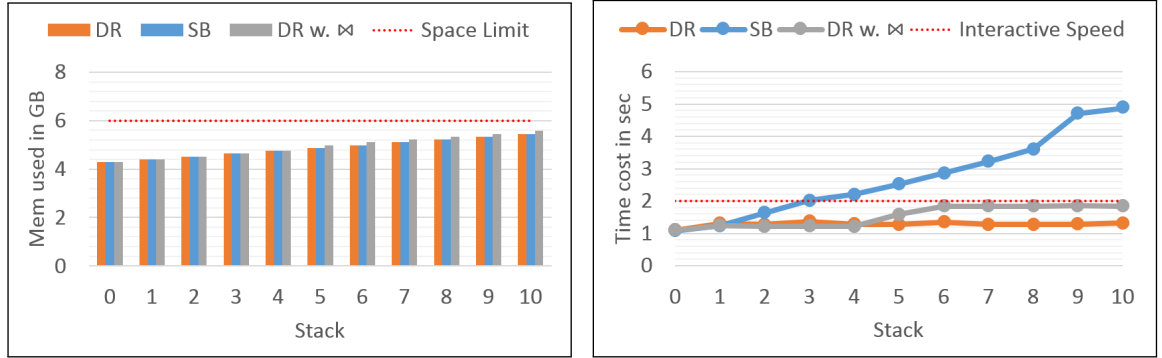 DR SB DR w. ⋈ Space Limit
Mem used in GB
8
6
4
2
0
0 1 2 3 4 5 6 7 8 9 10
Stack
DR SB DR w. ⋈ Interactive Speed
Time cost in sec
6
5
4
3
2
1
0
0 1 2 3 4 5 6 7 8 9 10
Stack